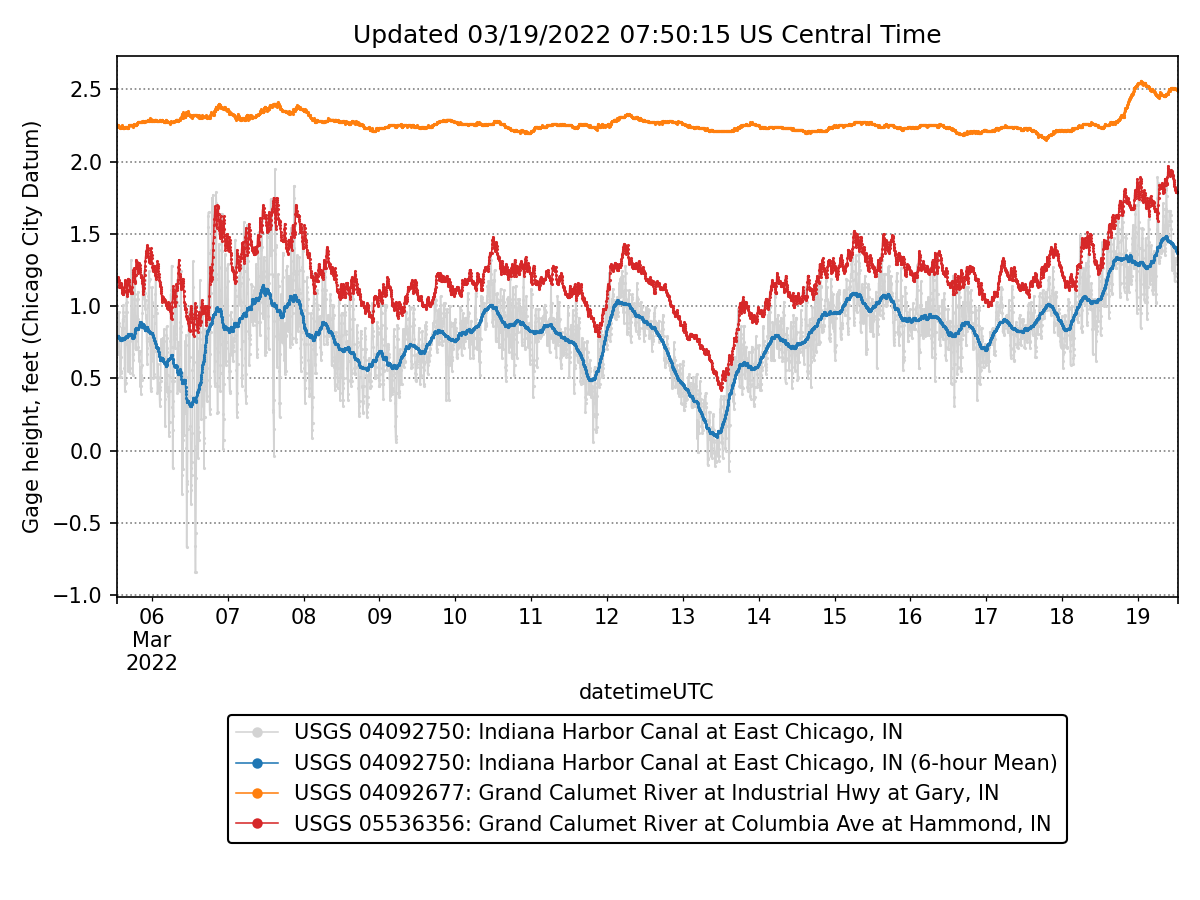 Updated 03/19/2022 07:50:15 US Central Time
Gage height, feet (Chicago City Datum)
2.5
2.0
1.5
1.0
0.5
0.0
−0.5
−1.0
06 07 08 09 10 11 12 13 14 15 16 17 18 19
Mar
2022
datetimeUTC
USGS 04092750: Indiana Harbor Canal at East Chicago, IN
USGS 04092750: Indiana Harbor Canal at East Chicago, IN (6-hour Mean)
USGS 04092677: Grand Calumet River at Industrial Hwy at Gary, IN
USGS 05536356: Grand Calumet River at Columbia Ave at Hammond, IN